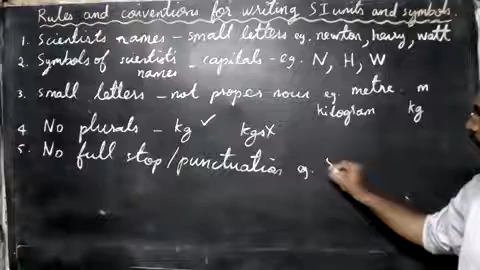 Rules and conventions for writing SI units and symbols.
1. Scientists names - small letters eg. newton, henry, watt
2. Symbols of scientists names - capitals - eg. N, H, W
3. small letters - not proper noun eg. metre m
kilogram kg
4. No plurals - kg ✓ kgs X
5. No full stop/punctuation eg.